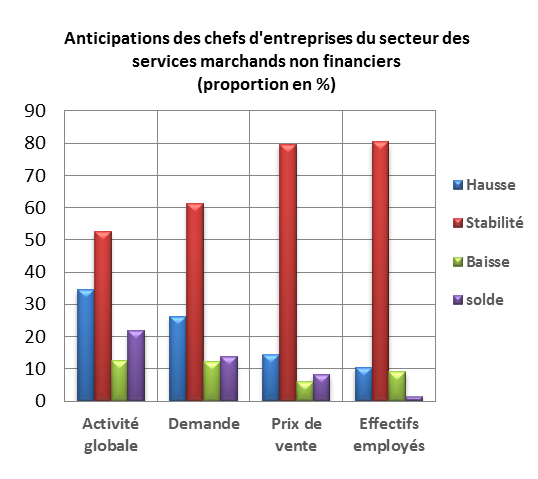 Anticipations des chefs d'entreprises du secteur des
services marchands non financiers
(proportion en %)
90
80
70
60
50
40
30
20
10
0
Activité
globale
Demande
Prix de
vente
Effectifs
employés
Hausse
Stabilité
Baisse
solde